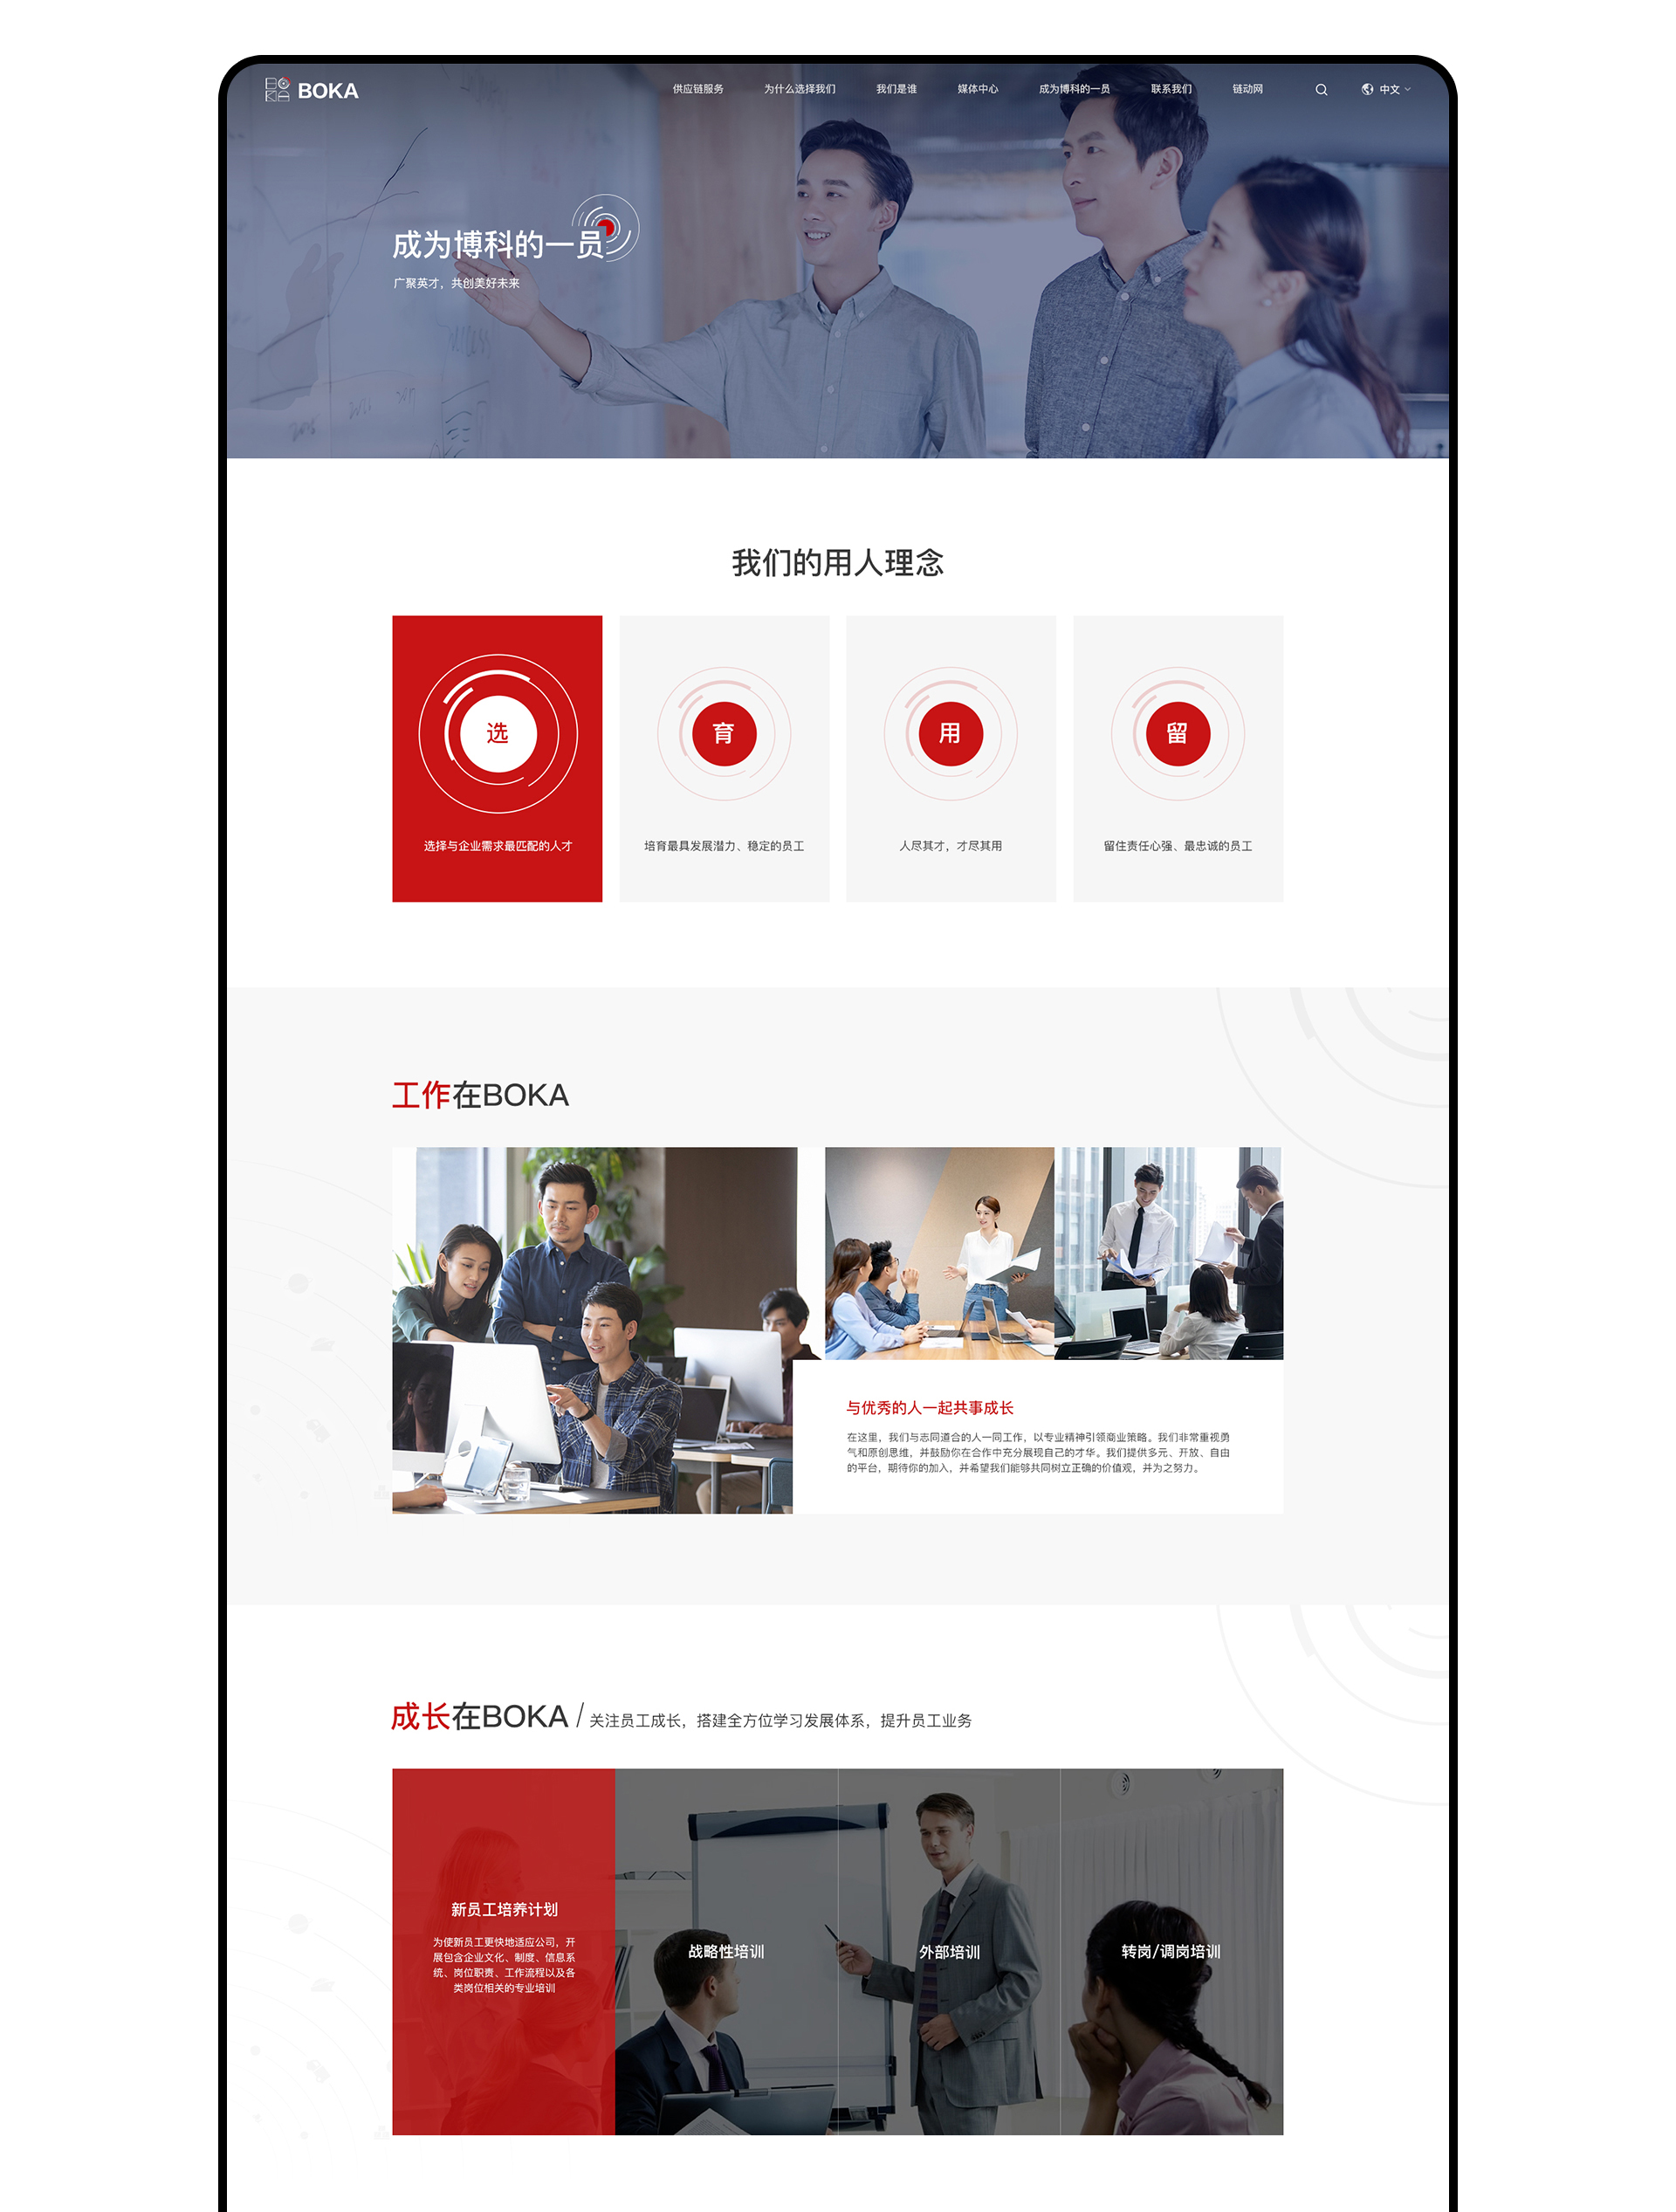 BOKA
供应链服务
为什么选择我们
我们是谁
媒体中心
成为博科的一员
联系我们
链动网
中文
成为博科的一员
广聚英才，共创美好未来
我们的用人理念
选
育
用
留
选择与企业需求最匹配的人才
培育最具发展潜力、稳定的员工
人尽其才，才尽其用
留住责任心强、最忠诚的员工
工作在BOKA
与优秀的人一起共事成长
在这里，我们与志同道合的人一同工作，以专业精神引领商业策略。我们非常重视勇
气和原创思维，并鼓励你在合作中充分展现自己的才华。我们提供多元、开放、自由
的平台，期待你的加入，并希望我们能够共同树立正确的价值观，并为之努力。
成长在BOKA / 关注员工成长，搭建全方位学习发展体系，提升员工业务
新员工培养计划
为使新员工更快地适应公司，开
展包含企业文化、制度、信息系
统、岗位职责、工作流程以及各
类岗位相关的专业培训
战略性培训
外部培训
转岗/调岗培训